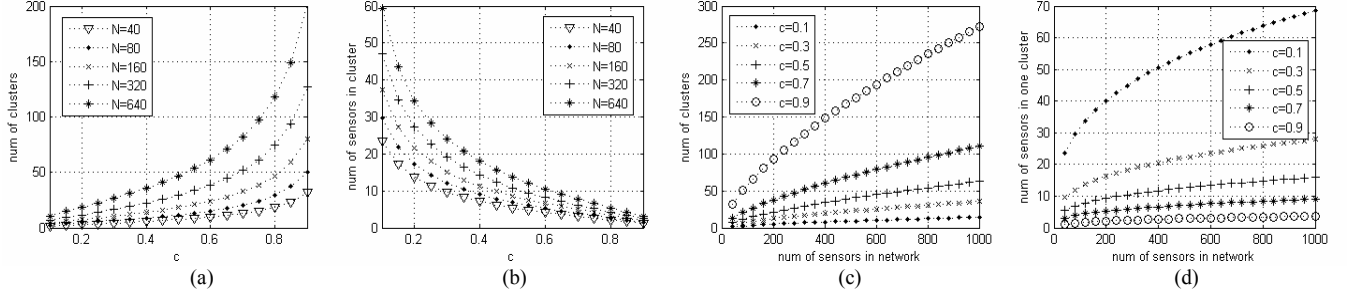 200
150
100
50
0
num of clusters
N=40
N=80
N=160
N=320
N=640
0.2
0.4
0.6
0.8
c
(a)
60
50
40
30
20
10
0
num of sensors in cluster
N=40
N=80
N=160
N=320
N=640
0.2
0.4
0.6
0.8
c
(b)
300
250
200
150
100
50
0
num of clusters
c=0.1
c=0.3
c=0.5
c=0.7
c=0.9
0
200
400
600
800
1000
num of sensors in network
(c)
70
60
50
40
30
20
10
0
num of sensors in one cluster
c=0.1
c=0.3
c=0.5
c=0.7
c=0.9
0
200
400
600
800
1000
num of sensors in network
(d)